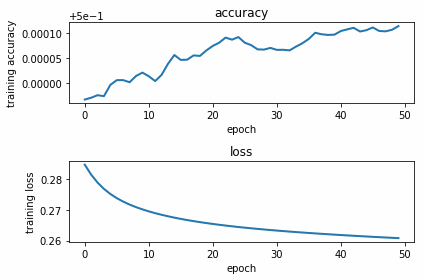 accuracy
+5e−1
0.00010
0.00005
0.00000
training accuracy
0 10 20 30 40 50
epoch
loss
0.28
0.27
0.26
training loss
0 10 20 30 40 50
epoch